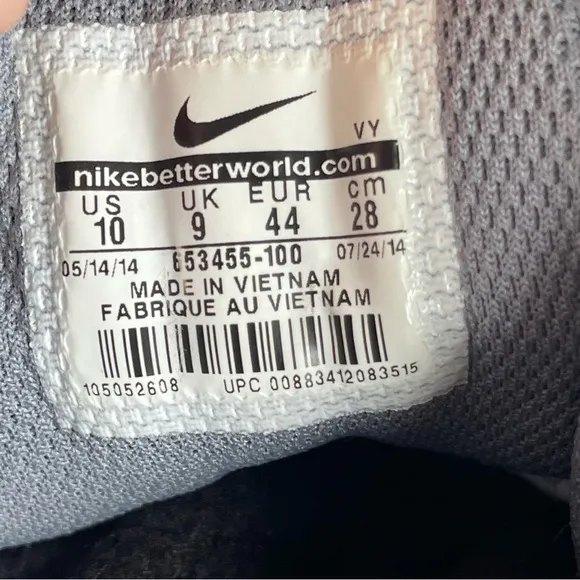 VY
nikebetterworld.com
US UK EUR cm
10 9 44 28
05/14/14 653455-100 07/24/14
MADE IN VIETNAM
FABRIQUE AU VIETNAM
105052608 UPC 00883412083515